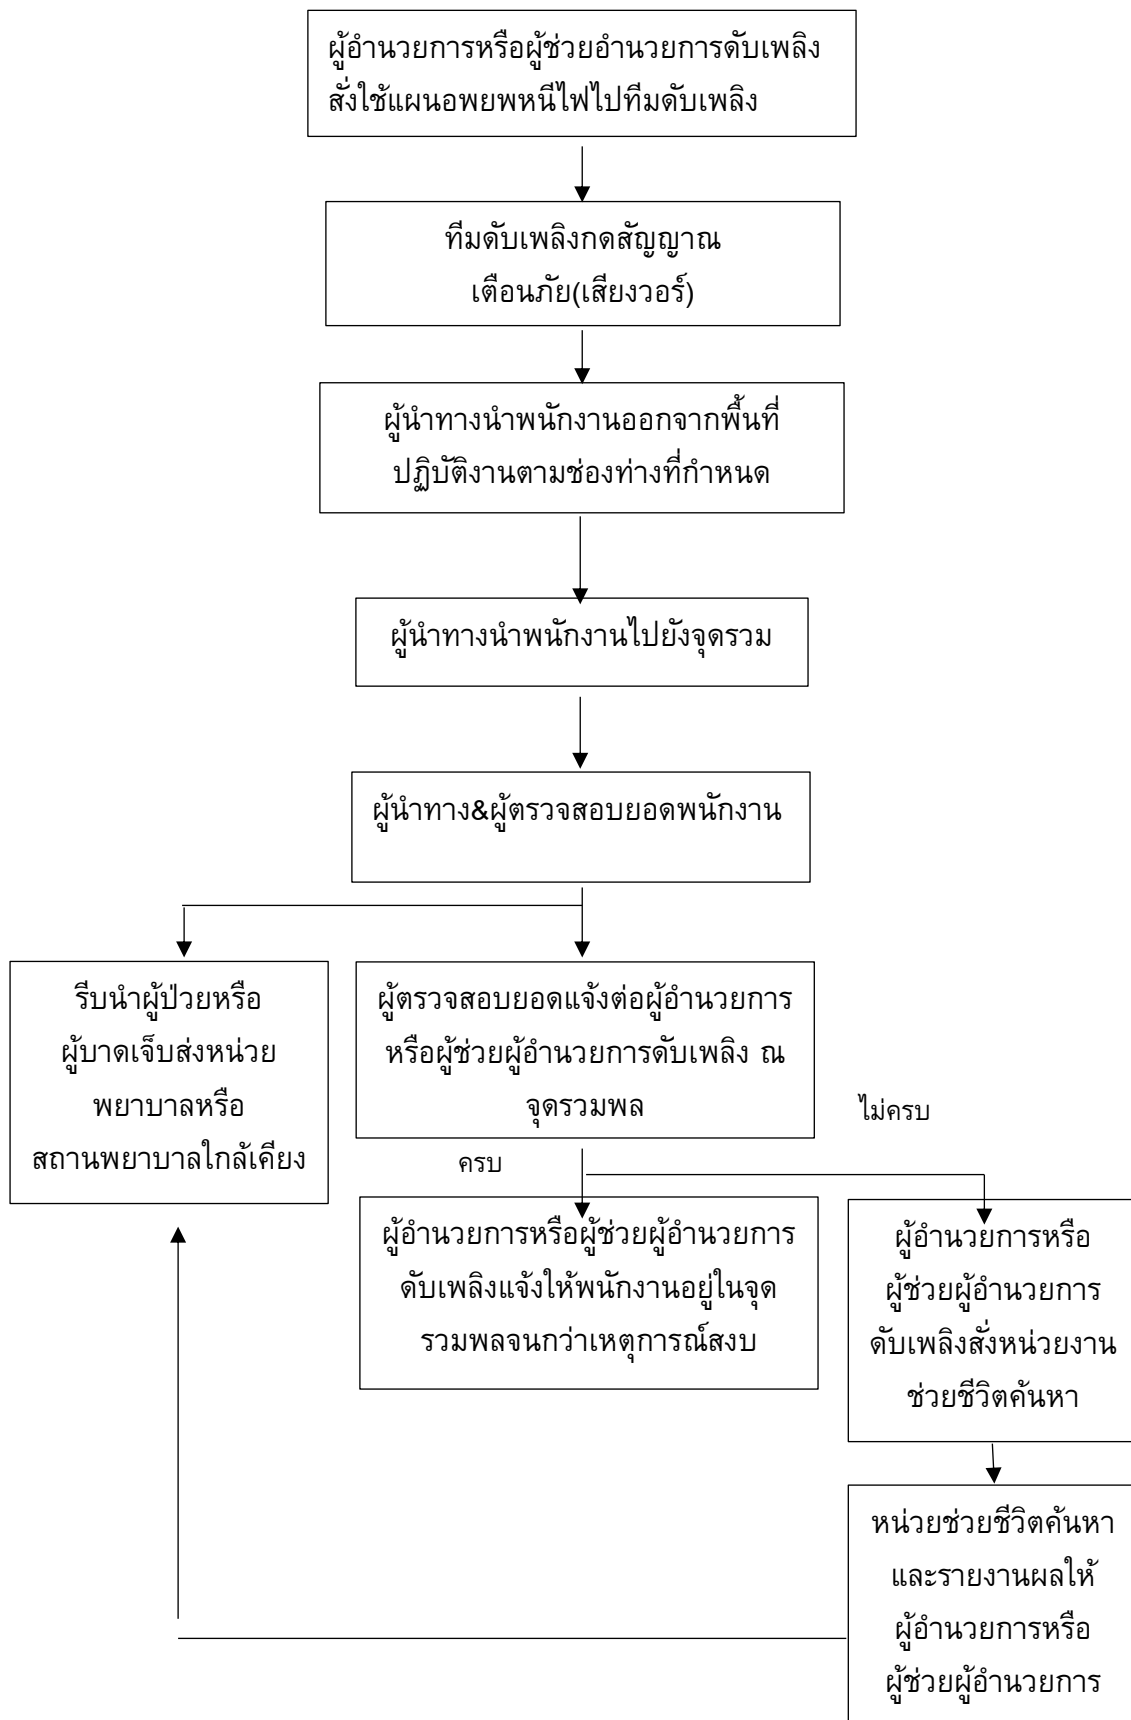 ผู้อำนวยการหรือผู้ช่วยอำนวยการดับเพลิง
สั่งใช้แผนอพยพหนีไฟไปทีมดับเพลิง
ทีมดับเพลิงกดสัญญาณ
เตือนภัย(เสียงวอร์)
ผู้นำทางนำพนักงานออกจากพื้นที่
ปฏิบัติงานตามช่องท่างที่กำหนด
ผู้นำทางนำพนักงานไปยังจุดรวม
ผู้นำทาง&ผู้ตรวจสอบยอดพนักงาน
รีบนำผู้ป่วยหรือ
ผู้บาดเจ็บส่งหน่วย
พยาบาลหรือ
สถานพยาบาลใกล้เคียง
ผู้ตรวจสอบยอดแจ้งต่อผู้อำนวยการ
หรือผู้ช่วยผู้อำนวยการดับเพลิง ณ
จุดรวมพล
ไม่ครบ
ครบ
ผู้อำนวยการหรือผู้ช่วยผู้อำนวยการ
ดับเพลิงแจ้งให้พนักงานอยู่ในจุด
รวมพลจนกว่าเหตุการณ์สงบ
ผู้อำนวยการหรือ
ผู้ช่วยผู้อำนวยการ
ดับเพลิงสั่งหน่วยงาน
ช่วยชีวิตค้นหา
หน่วยช่วยชีวิตค้นหา
และรายงานผลให้
ผู้อำนวยการหรือ
ผู้ช่วยผู้อำนวยการ